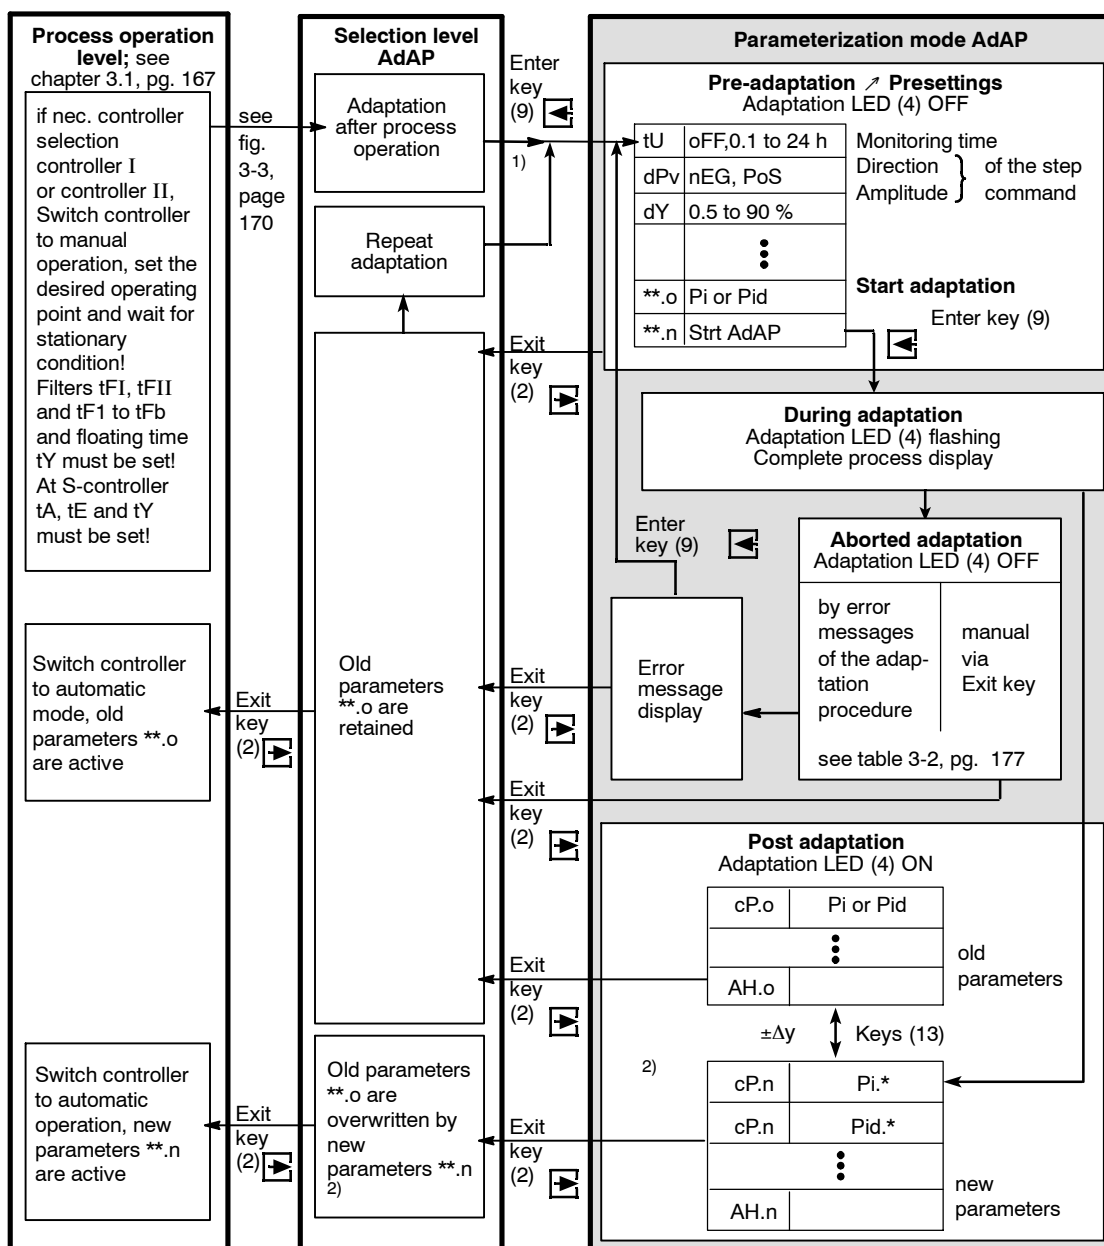 Process operation
level; see
chapter 3.1, pg. 167
if nec. controller
selection
controller I
or controller II,
Switch controller
to manual
operation, set the
desired operating
point and wait for
stationary
condition!
Filters tFI, tFII
and tF1 to tFb
and floating time
tY must be set!
At S-controller
tA, tE and tY
must be set!
Switch controller
to automatic
mode, old
parameters **.o
are active
Switch controller
to automatic
operation, new
parameters **.n
are active
see
fig.
3-3,
page
170
Exit
key
(2)
Exit
key
(2)
Selection level
AdAP
Adaptation
after process
operation
Repeat
adaptation
Old
parameters
**.o are
retained
Old parameters
**.o are
overwritten by
new
parameters **.n
2)
Enter
key
(9)
1)
Exit
key
(2)
Exit
key
(2)
Exit
key
(2)
Exit
key
(2)
Exit
key
(2)
Parameterization mode AdAP
Pre-adaptation ↗ Presettings
Adaptation LED (4) OFF
tU oFF,0.1 to 24 h Monitoring time
dPv nEG, PoS Direction
dY 0.5 to 90 % Amplitude
of the step
command
**.o Pi or Pid
**.n Strt AdAP
Start adaptation
Enter key (9)
During adaptation
Adaptation LED (4) flashing
Complete process display
Enter
key (9)
Aborted adaptation
Adaptation LED (4) OFF
by error
messages
of the adap-
tation
procedure
manual
via
Exit key
see table 3-2, pg. 177
Error
message
display
Post adaptation
Adaptation LED (4) ON
cP.o Pi or Pid
AH.o
old
parameters
±Δy Keys (13)
2)
cP.n Pi.*
cP.n Pid.*
AH.n
new
parameters